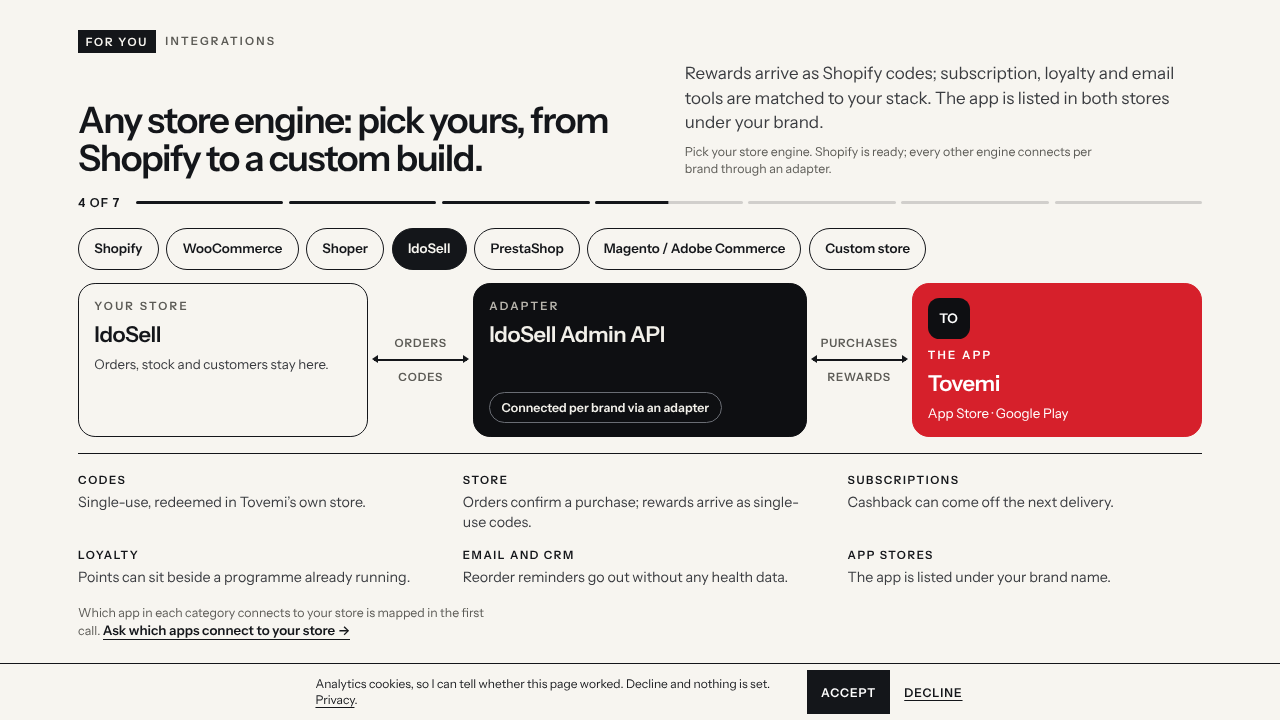 FOR YOU INTEGRATIONS
Any store engine: pick yours, from
Shopify to a custom build.
Rewards arrive as Shopify codes; subscription, loyalty and email
tools are matched to your stack. The app is listed in both stores
under your brand.
Pick your store engine. Shopify is ready; every other engine connects per
brand through an adapter.
4 OF 7
Shopify
WooCommerce
Shoper
IdoSell
PrestaShop
Magento / Adobe Commerce
Custom store
YOUR STORE
IdoSell
Orders, stock and customers stay here.
ORDERS
CODES
ADAPTER
IdoSell Admin API
Connected per brand via an adapter
PURCHASES
REWARDS
TO
THE APP
Tovemi
App Store · Google Play
CODES
Single-use, redeemed in Tovemi's own store.
STORE
Orders confirm a purchase; rewards arrive as single-
use codes.
SUBSCRIPTIONS
Cashback can come off the next delivery.
LOYALTY
Points can sit beside a programme already running.
EMAIL AND CRM
Reorder reminders go out without any health data.
APP STORES
The app is listed under your brand name.
Which app in each category connects to your store is mapped in the first
call. Ask which apps connect to your store →
Analytics cookies, so I can tell whether this page worked. Decline and nothing is set.
Privacy.
ACCEPT
DECLINE